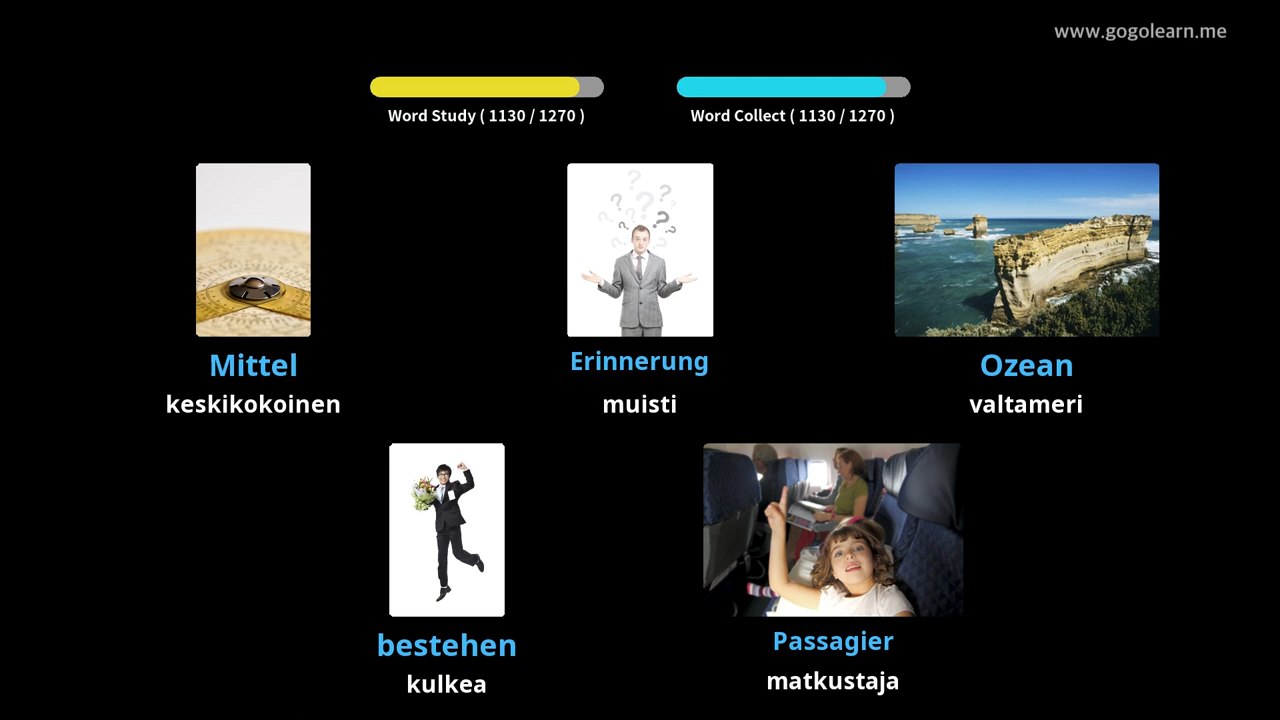 www.gogolearn.me
Word Study ( 1130 / 1270 )
Word Collect ( 1130 / 1270 )
Mittel
keskikokoinen
Erinnerung
muisti
Ozean
valtameri
bestehen
kulkea
Passagier
matkustaja